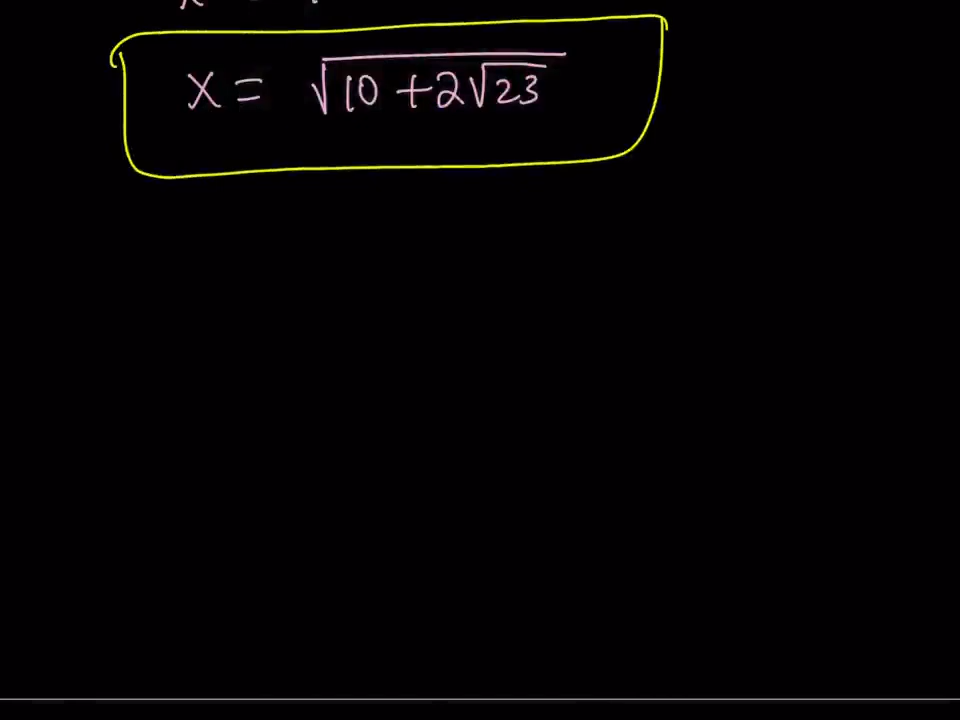 x = √(10 + 2√23)